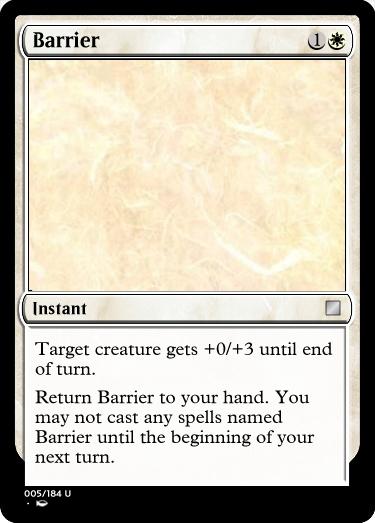 Barrier 1
Instant
Target creature gets +0/+3 until end
of turn.
Return Barrier to your hand. You
may not cast any spells named
Barrier until the beginning of your
next turn.
005/184 U